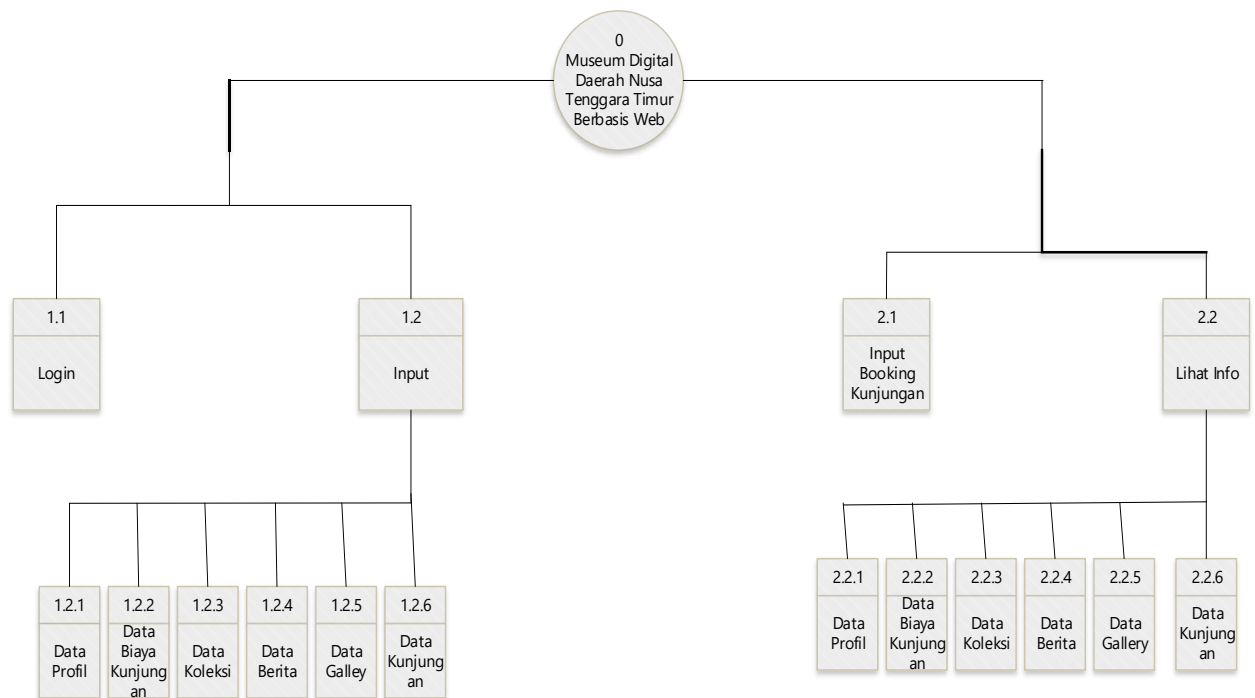 0
Museum Digital
Daerah Nusa
Tenggara Timur
Berbasis Web
1.1
Login
1.2
Input
2.1
Input
Booking
Kunjungan
2.2
Lihat Info
1.2.1
Data
Profil
1.2.2
Data
Biaya
Kunjung
an
1.2.3
Data
Koleksi
1.2.4
Data
Berita
1.2.5
Data
Galley
1.2.6
Data
Kunjung
an
2.2.1
Data
Profil
2.2.2
Data
Biaya
Kunjung
an
2.2.3
Data
Koleksi
2.2.4
Data
Berita
2.2.5
Data
Gallery
2.2.6
Data
Kunjung
an